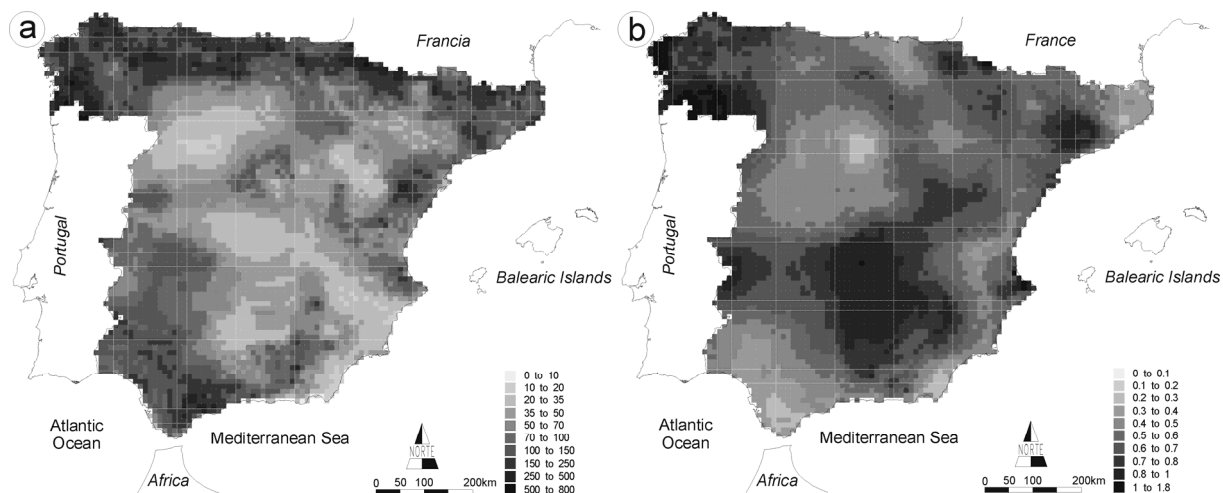 a
Francia
Portugal
Balearic Islands
Atlantic
Ocean
Mediterranean Sea
Africa
NORTE
0 50 100 200km
0 to 10
10 to 20
20 to 35
35 to 50
50 to 70
70 to 100
100 to 150
150 to 250
250 to 500
500 to 800
b
France
Portugal
Balearic Islands
Atlantic
Ocean
Mediterranean Sea
Africa
NORTE
0 50 100 200km
0 to 0.1
0.1 to 0.2
0.2 to 0.3
0.3 to 0.4
0.4 to 0.5
0.5 to 0.6
0.6 to 0.7
0.7 to 0.8
0.8 to 1
1 to 1.8